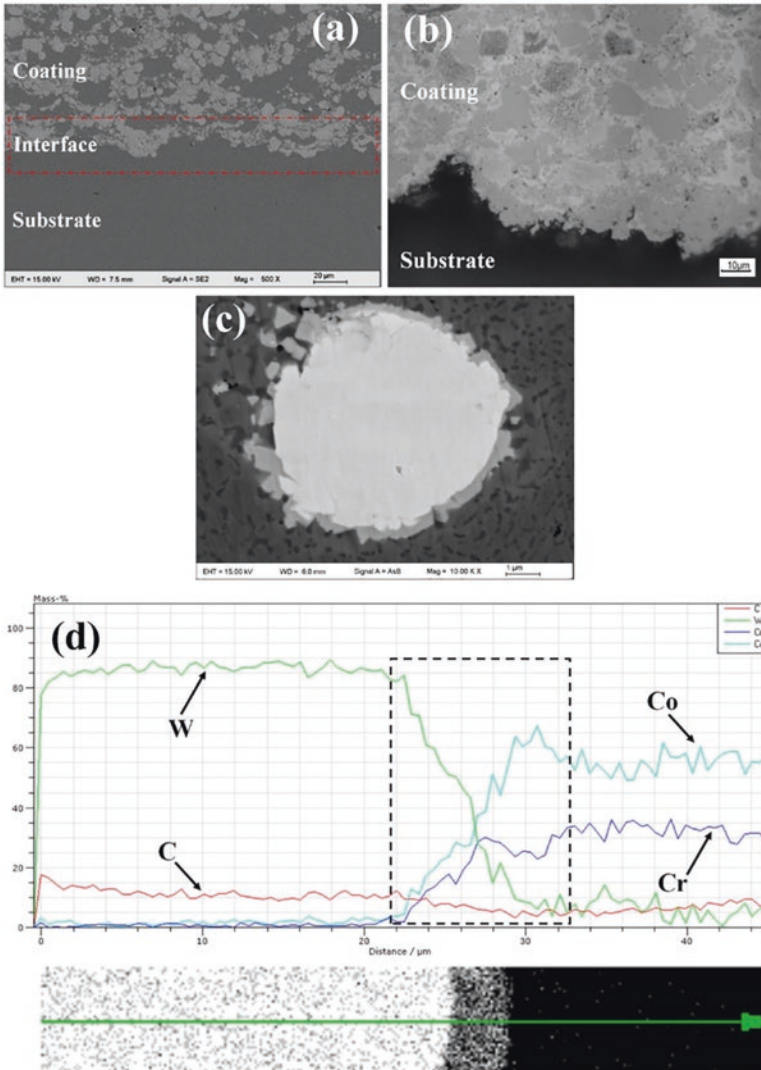 (a)
Coating
Interface
Substrate
EHT = 15.00 kV WD = 7.5 mm Signal A = SE2 Mag = 500 X 20 µm
(b)
Coating
Substrate
10µm
(c)
EHT = 15.00 kV WD = 6.0 mm Signal A = AsB Mag = 10.00 K X 1 µm
Mass-%
(d)
100
80
60
40
20
0
W
C
Co
Cr
C
W
0 10 20 30 40
Distance / µm